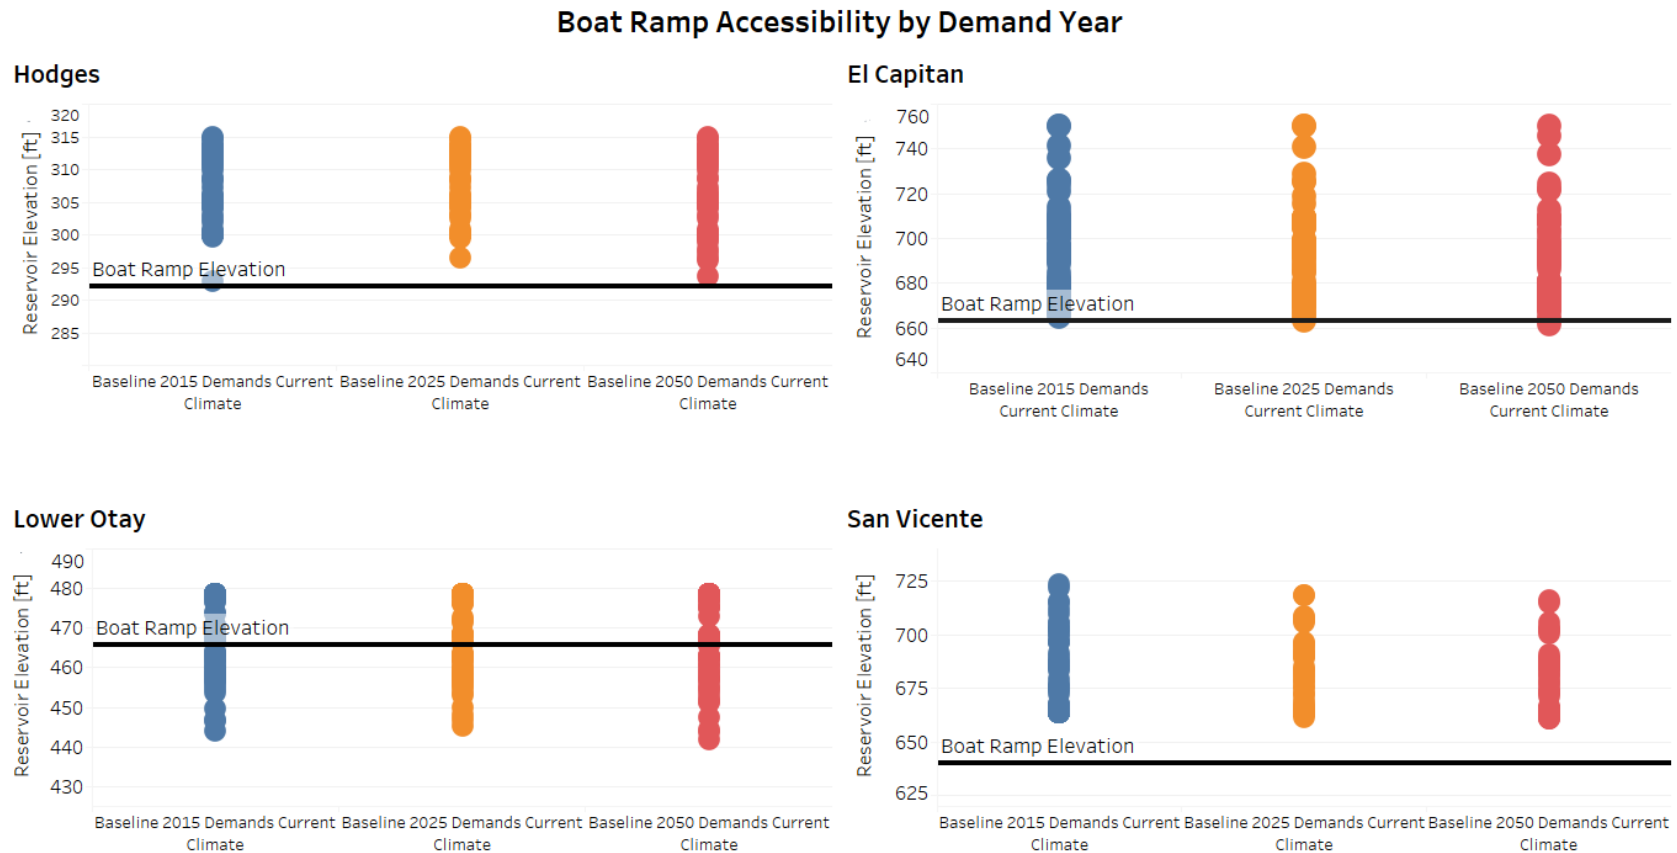 Boat Ramp Accessibility by Demand Year
Hodges
Reservoir Elevation [ft]
320
315
310
305
300
295
290
285
Boat Ramp Elevation
Baseline 2015 Demands Current
Climate
Baseline 2025 Demands Current
Climate
Baseline 2050 Demands Current
Climate
El Capitan
Reservoir Elevation [ft]
760
740
720
700
680
660
640
Boat Ramp Elevation
Baseline 2015 Demands
Current Climate
Baseline 2025 Demands
Current Climate
Baseline 2050 Demands
Current Climate
Lower Otay
Reservoir Elevation [ft]
490
480
470
460
450
440
430
Boat Ramp Elevation
Baseline 2015 Demands Current
Climate
Baseline 2025 Demands Current
Climate
Baseline 2050 Demands Current
Climate
San Vicente
Reservoir Elevation [ft]
725
700
675
650
625
Boat Ramp Elevation
Baseline 2015 Demands Current
Climate
Baseline 2025 Demands Current
Climate
Baseline 2050 Demands Current
Climate